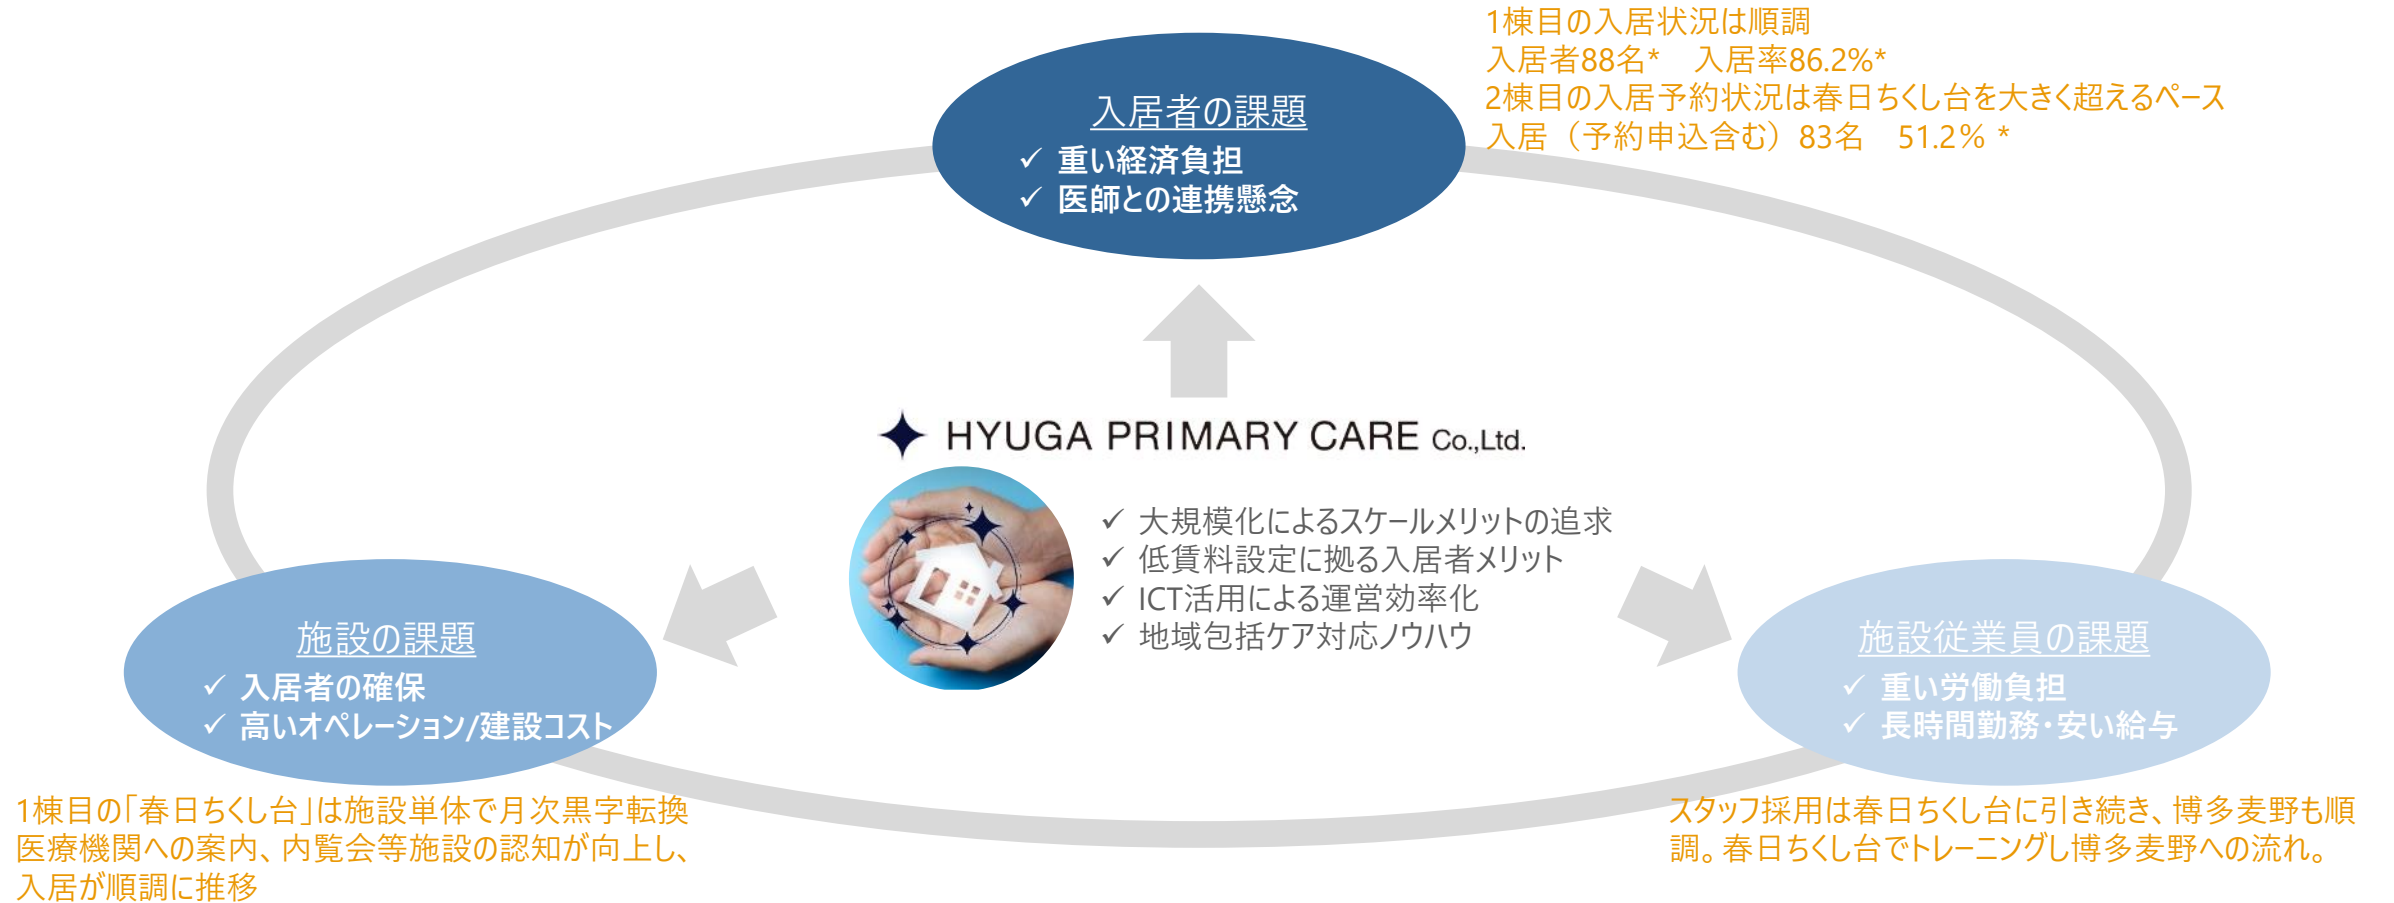 1棟目の入居状況は順調
入居者88名*　入居率86.2%*
2棟目の入居予約状況は春日ちくし台を大きく超えるペース
入居（予約申込含む）83名　51.2% *
入居者の課題
✓ 重い経済負担
✓ 医師との連携懸念
HYUGA PRIMARY CARE Co.,Ltd.
✓ 大規模化によるスケールメリットの追求
✓ 低賃料設定に拠る入居者メリット
✓ ICT活用による運営効率化
✓ 地域包括ケア対応ノウハウ
施設の課題
✓ 入居者の確保
✓ 高いオペレーション/建設コスト
施設従業員の課題
✓ 重い労働負担
✓ 長時間勤務・安い給与
1棟目の「春日ちくし台」は施設単体で月次黒字転換
医療機関への案内、内覧会等施設の認知が向上し、
入居が順調に推移
スタッフ採用は春日ちくし台に引き続き、博多麦野も順
調。春日ちくし台でトレーニングし博多麦野への流れ。